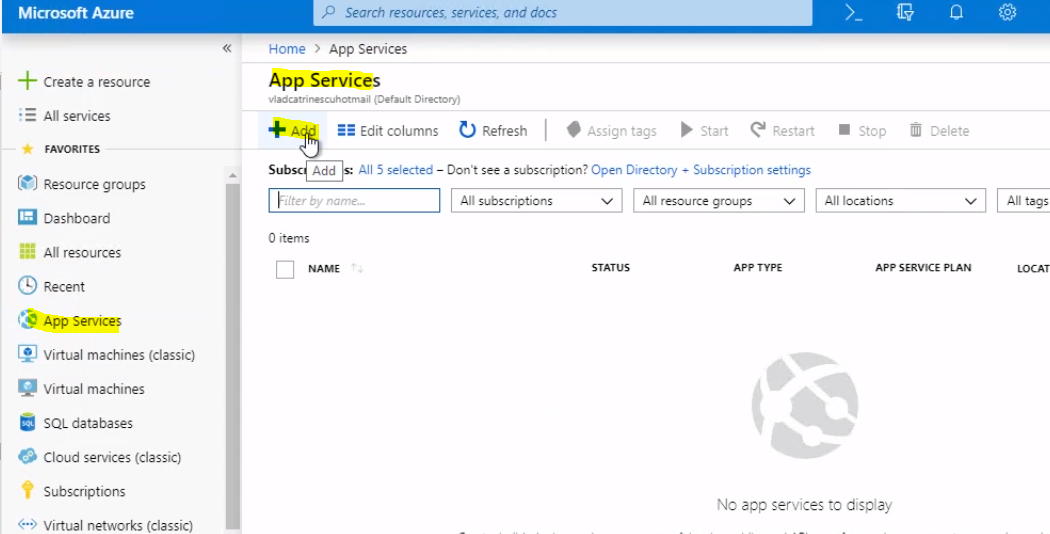 Microsoft Azure
Search resources, services, and docs
«
Create a resource
All services
FAVORITES
Resource groups
Dashboard
All resources
Recent
App Services
Virtual machines (classic)
Virtual machines
SQL databases
Cloud services (classic)
Subscriptions
Virtual networks (classic)
Home > App Services
App Services
vladcatrinescuhotmail (Default Directory)
Add Edit columns Refresh Assign tags Start Restart Stop Delete
Add
All 5 selected – Don't see a subscription? Open Directory + Subscription settings
Filter by name... All subscriptions All resource groups All locations All tags
0 items
NAME STATUS APP TYPE APP SERVICE PLAN LOCAT
No app services to display